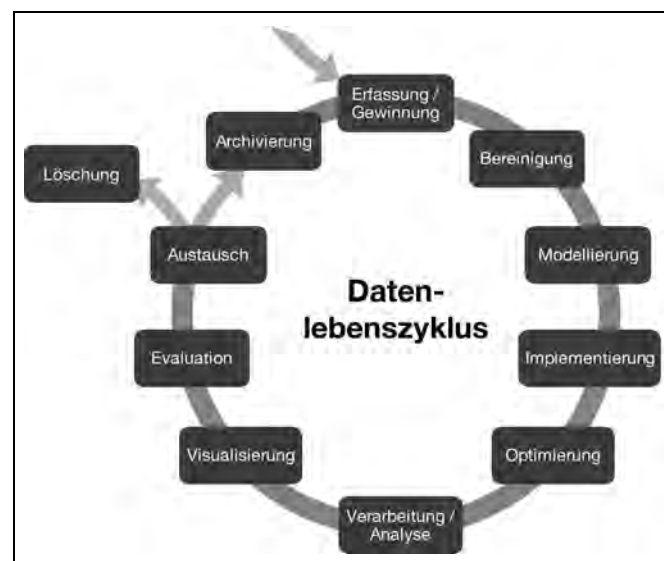 Erfassung /
Gewinnung
Archivierung
Bereinigung
Löschung
Austausch
Modellierung
Daten-
lebenszyklus
Evaluation
Implementierung
Visualisierung
Optimierung
Verarbeitung /
Analyse